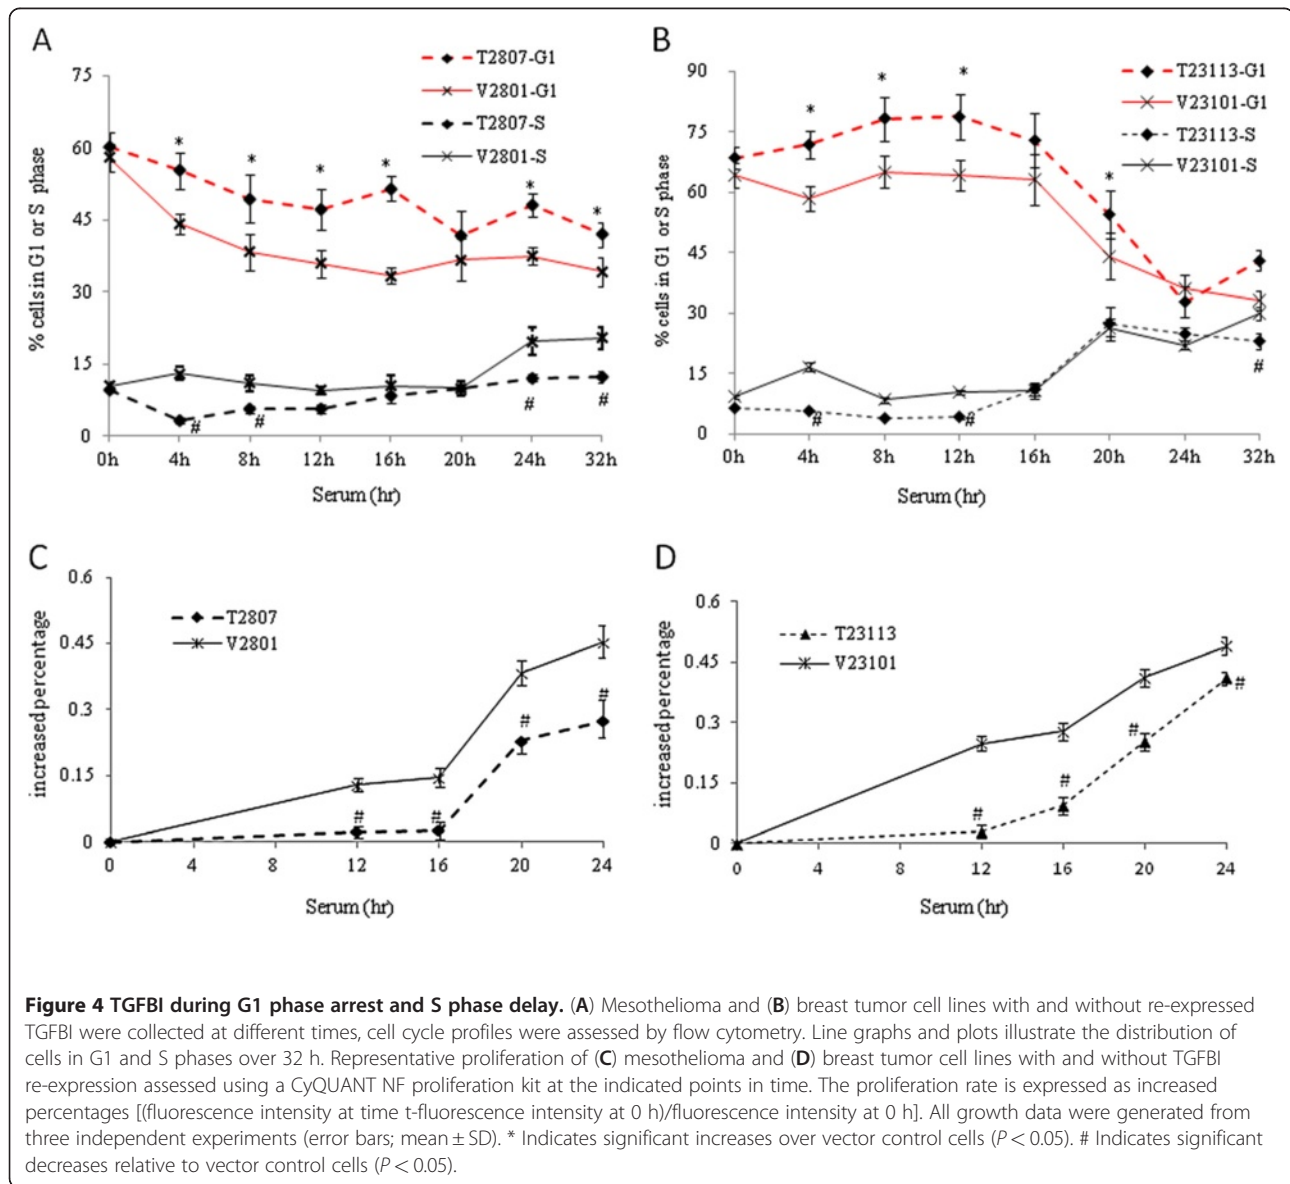 A
T2807-G1
V2801-G1
T2807-S
V2801-S
75
60
45
30
15
0
% cells in G1 or S phase
* * * * * *
# # # #
0h 4h 8h 12h 16h 20h 24h 32h
Serum (hr)
B
T23113-G1
V23101-G1
T23113-S
V23101-S
90
75
60
45
30
15
0
% cells in G1 or S phase
* * * *
# # #
0h 4h 8h 12h 16h 20h 24h 32h
Serum (hr)
C
T2807
V2801
0.6
0.45
0.3
0.15
0
increased percentage
# # # #
0 4 8 12 16 20 24
Serum (hr)
D
T23113
V23101
0.6
0.45
0.3
0.15
0
increased percentage
# # # #
0 4 8 12 16 20 24
Serum (hr)
Figure 4 TGFBI during G1 phase arrest and S phase delay. (A) Mesothelioma and (B) breast tumor cell lines with and without re-expressed
TGFBI were collected at different times, cell cycle profiles were assessed by flow cytometry. Line graphs and plots illustrate the distribution of
cells in G1 and S phases over 32 h. Representative proliferation of (C) mesothelioma and (D) breast tumor cell lines with and without TGFBI
re-expression assessed using a CyQUANT NF proliferation kit at the indicated points in time. The proliferation rate is expressed as increased
percentages [(fluorescence intensity at time t-fluorescence intensity at 0 h)/fluorescence intensity at 0 h]. All growth data were generated from
three independent experiments (error bars; mean ± SD). * Indicates significant increases over vector control cells (P < 0.05). # Indicates significant
decreases relative to vector control cells (P < 0.05).